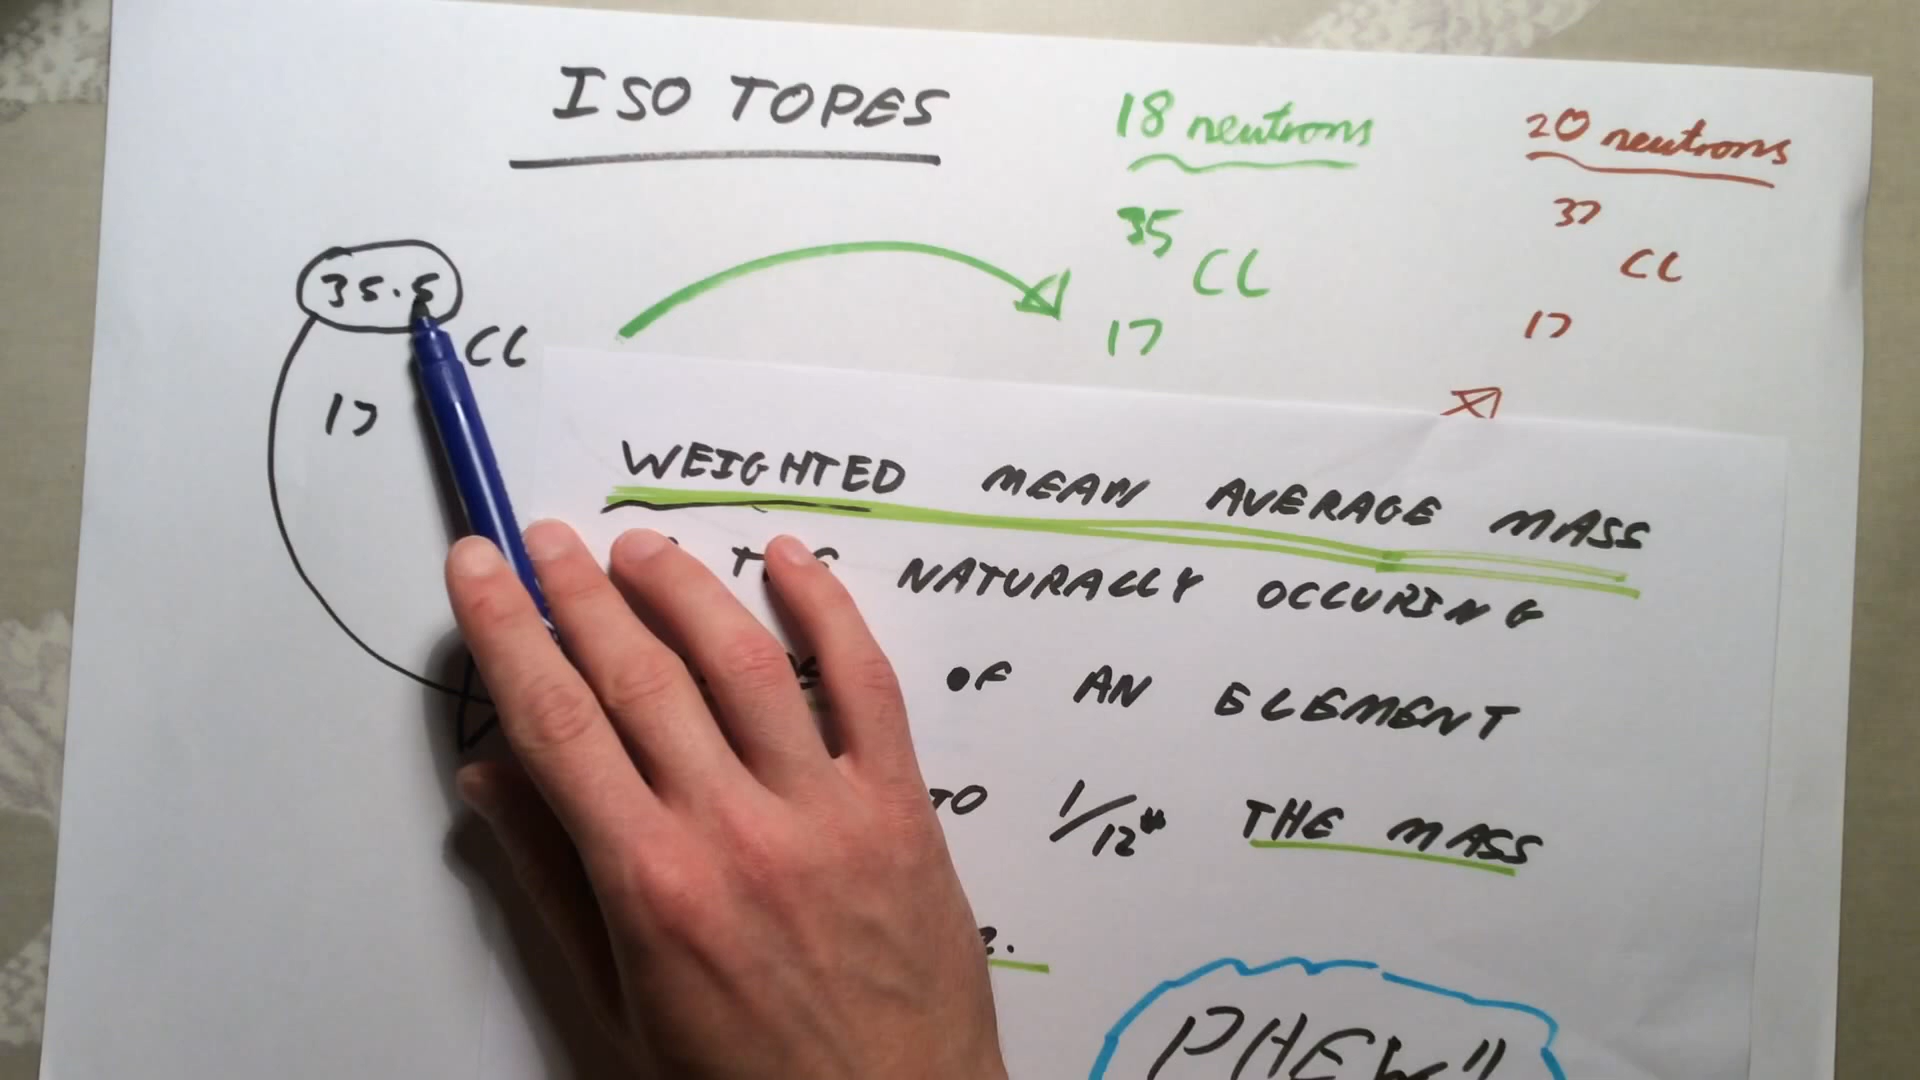 ISOTOPES
18 neutrons
20 neutrons
35
CL
17
37
CL
17
35.5
CL
17
WEIGHTED MEAN AVERAGE MASS
NATURALLY OCCURING
OF AN ELEMENT
TO 1/12th THE MASS
PHEW!!